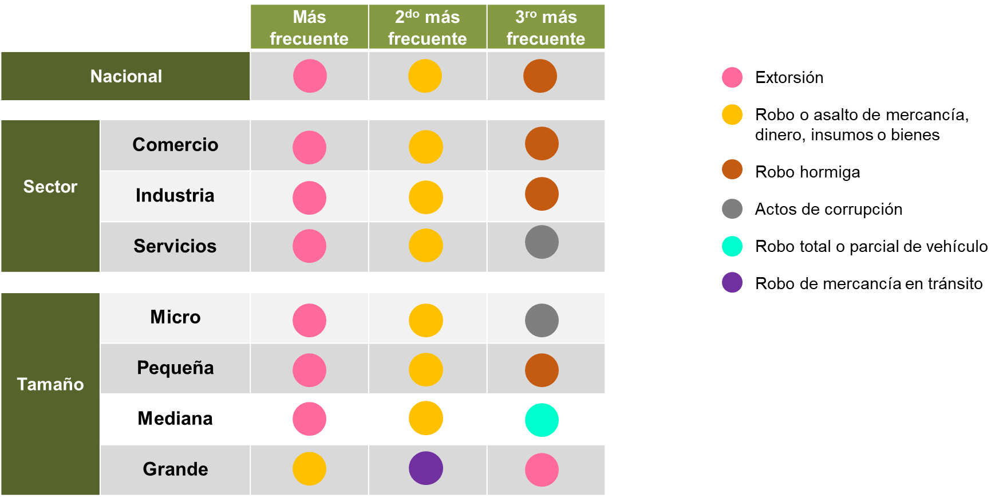 Más frecuente
2do más frecuente
3ro más frecuente
Nacional
Sector
Comercio
Industria
Servicios
Tamaño
Micro
Pequeña
Mediana
Grande
Extorsión
Robo o asalto de mercancía,
dinero, insumos o bienes
Robo hormiga
Actos de corrupción
Robo total o parcial de vehículo
Robo de mercancía en tránsito